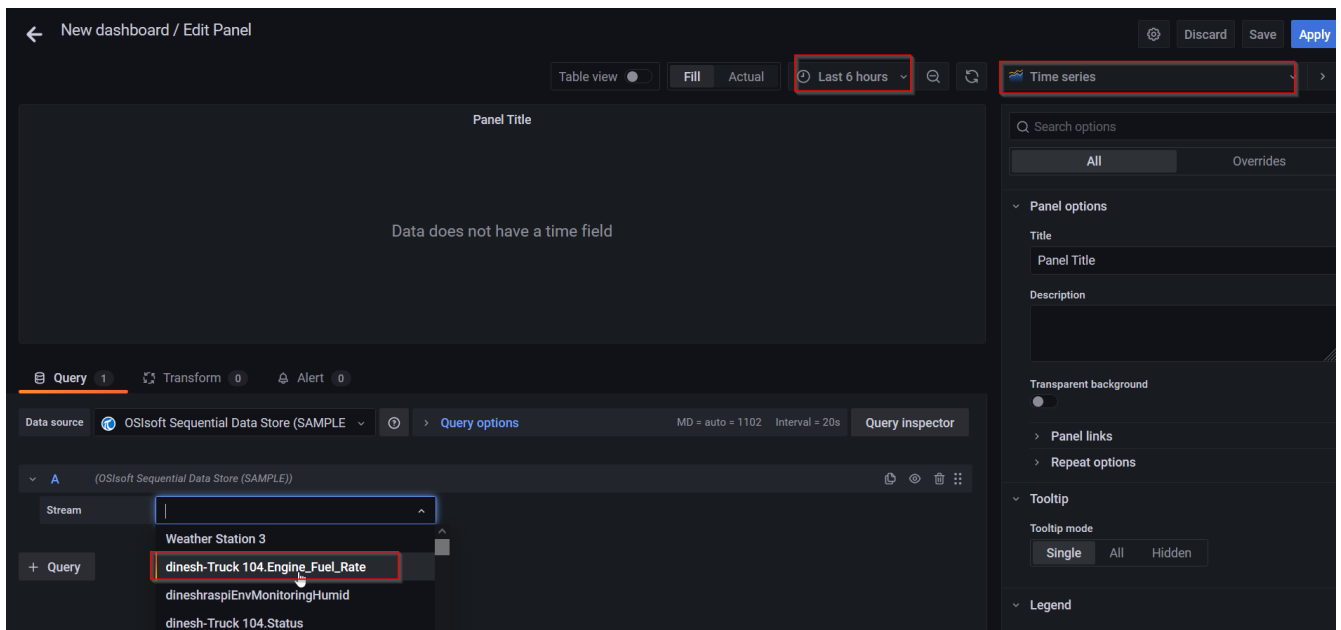 New dashboard / Edit Panel
Discard
Save
Apply
Table view
Fill
Actual
Last 6 hours
Time series
Panel Title
Data does not have a time field
Search options
All
Overrides
Panel options
Title
Panel Title
Description
Transparent background
Panel links
Repeat options
Tooltip
Tooltip mode
Single
All
Hidden
Legend
Query 1
Transform 0
Alert 0
Data source
OSIsoft Sequential Data Store (SAMPLE
Query options
MD = auto = 1102
Interval = 20s
Query inspector
A
(OSIsoft Sequential Data Store (SAMPLE))
Stream
Weather Station 3
dinesh-Truck 104.Engine_Fuel_Rate
dineshraspiEnvMonitoringHumid
dinesh-Truck 104.Status
+ Query